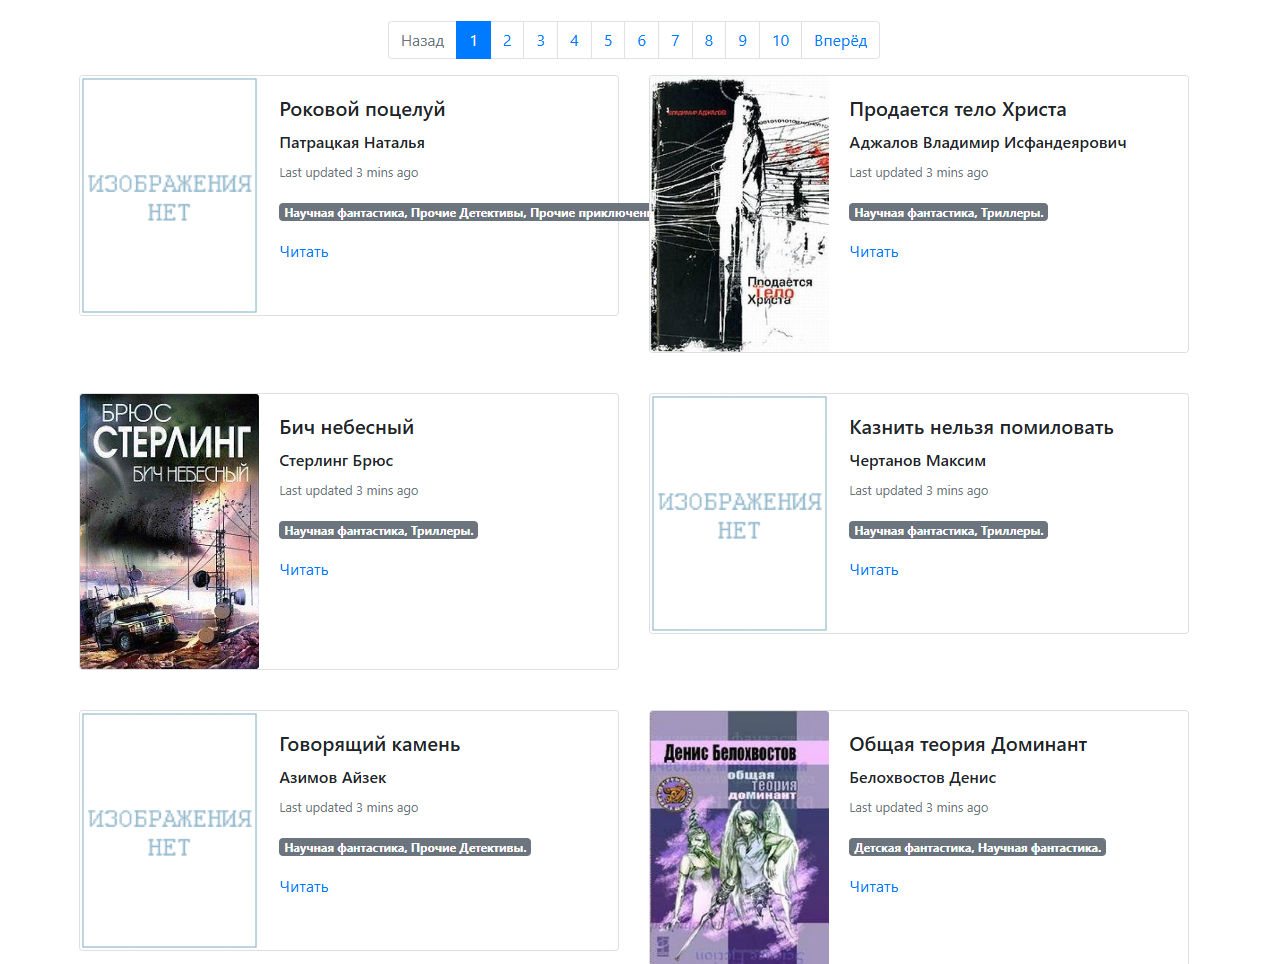 Назад 1 2 3 4 5 6 7 8 9 10 Вперёд
ИЗОБРАЖЕНИЯ
НЕТ
Роковой поцелуй
Патрацкая Наталья
Last updated 3 mins ago
Научная фантастика, Прочие Детективы, Прочие
Читать
ВЛАДИМИР АДЖАЛОВ
Продаётся
Тело
Христа
Продается тело Христа
Аджалов Владимир Исфандеярович
Last updated 3 mins ago
Научная фантастика, Триллеры.
Читать
БРЮС
СТЕРЛИНГ
БИЧ НЕБЕСНЫЙ
Бич небесный
Стерлинг Брюс
Last updated 3 mins ago
Научная фантастика, Триллеры.
Читать
ИЗОБРАЖЕНИЯ
НЕТ
Казнить нельзя помиловать
Чертанов Максим
Last updated 3 mins ago
Научная фантастика, Триллеры.
Читать
ИЗОБРАЖЕНИЯ
НЕТ
Говорящий камень
Азимов Айзек
Last updated 3 mins ago
Научная фантастика, Прочие Детективы.
Читать
Денис Белохвостов
общая
теория
доминант
Общая теория Доминант
Белохвостов Денис
Last updated 3 mins ago
Детская фантастика, Научная фантастика.
Читать